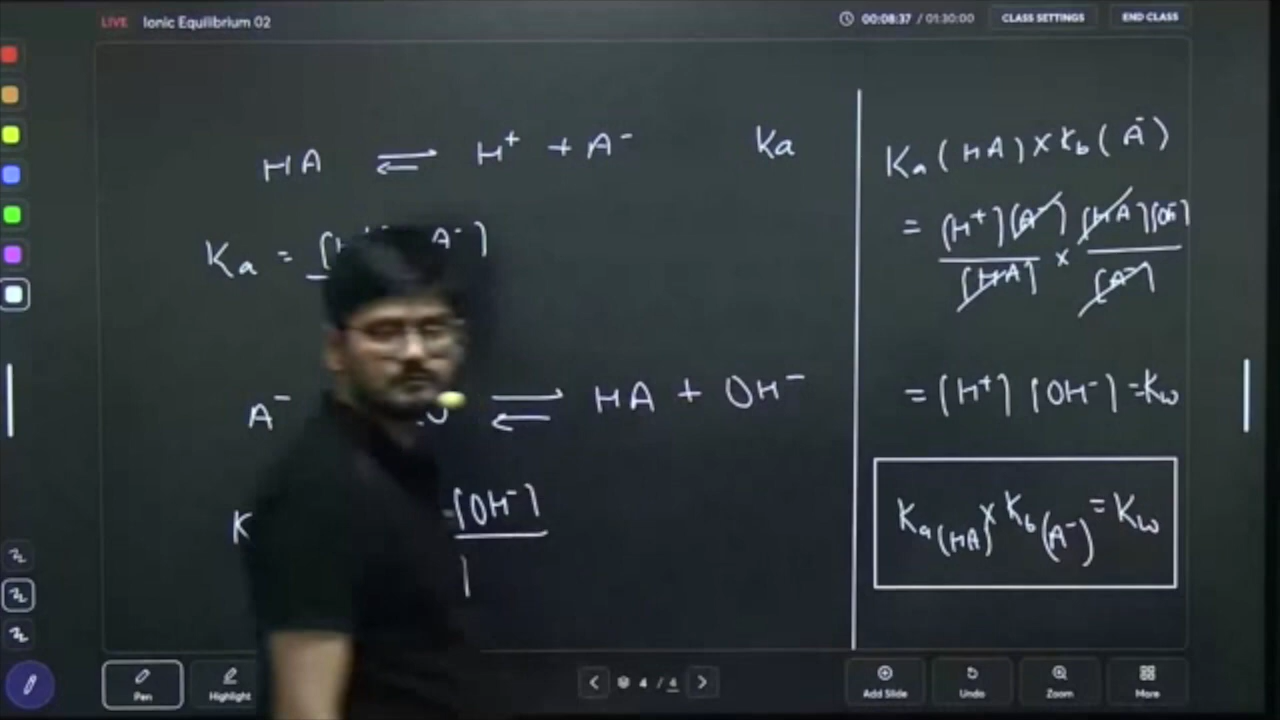 LIVE Ionic Equilibrium 02
00:08:37 / 01:30:00 CLASS SETTINGS END CLASS
HA ⇌ H⁺ + A⁻ Ka
Ka = [H A⁻]
A⁻ ⇌ HA + OH⁻
K [OH⁻]
Ka (HA) × Kb (A⁻)
= [H⁺][A⁻] × [HA][OH⁻]
[HA] [A⁻]
= [H⁺] [OH⁻] = Kw
Ka(HA) × Kb(A⁻) = Kw
Pen Highlight 4 / 4 Add Slide Undo Zoom More